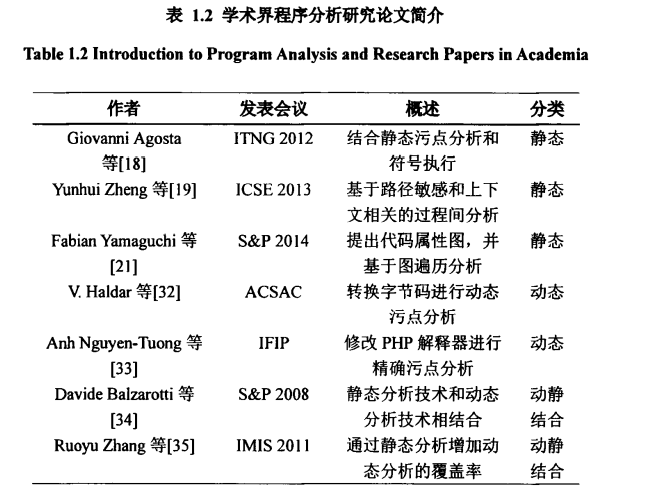 表 1.2 学术界程序分析研究论文简介
Table 1.2 Introduction to Program Analysis and Research Papers in Academia
作者 发表会议 概述 分类
Giovanni Agosta ITNG 2012 结合静态污点分析和 静态
等[18] 符号执行
Yunhui Zheng 等[19] ICSE 2013 基于路径敏感和上下 静态
文相关的过程间分析
Fabian Yamaguchi 等 S&P 2014 提出代码属性图，并 静态
[21] 基于图遍历分析
V. Haldar 等[32] ACSAC 转换字节码进行动态 动态
污点分析
Anh Nguyen-Tuong 等 IFIP 修改 PHP 解释器进行 动态
[33] 精确污点分析
Davide Balzarotti 等 S&P 2008 静态分析技术和动态 动静
[34] 分析技术相结合 结合
Ruoyu Zhang 等[35] IMIS 2011 通过静态分析增加动 动静
态分析的覆盖率 结合